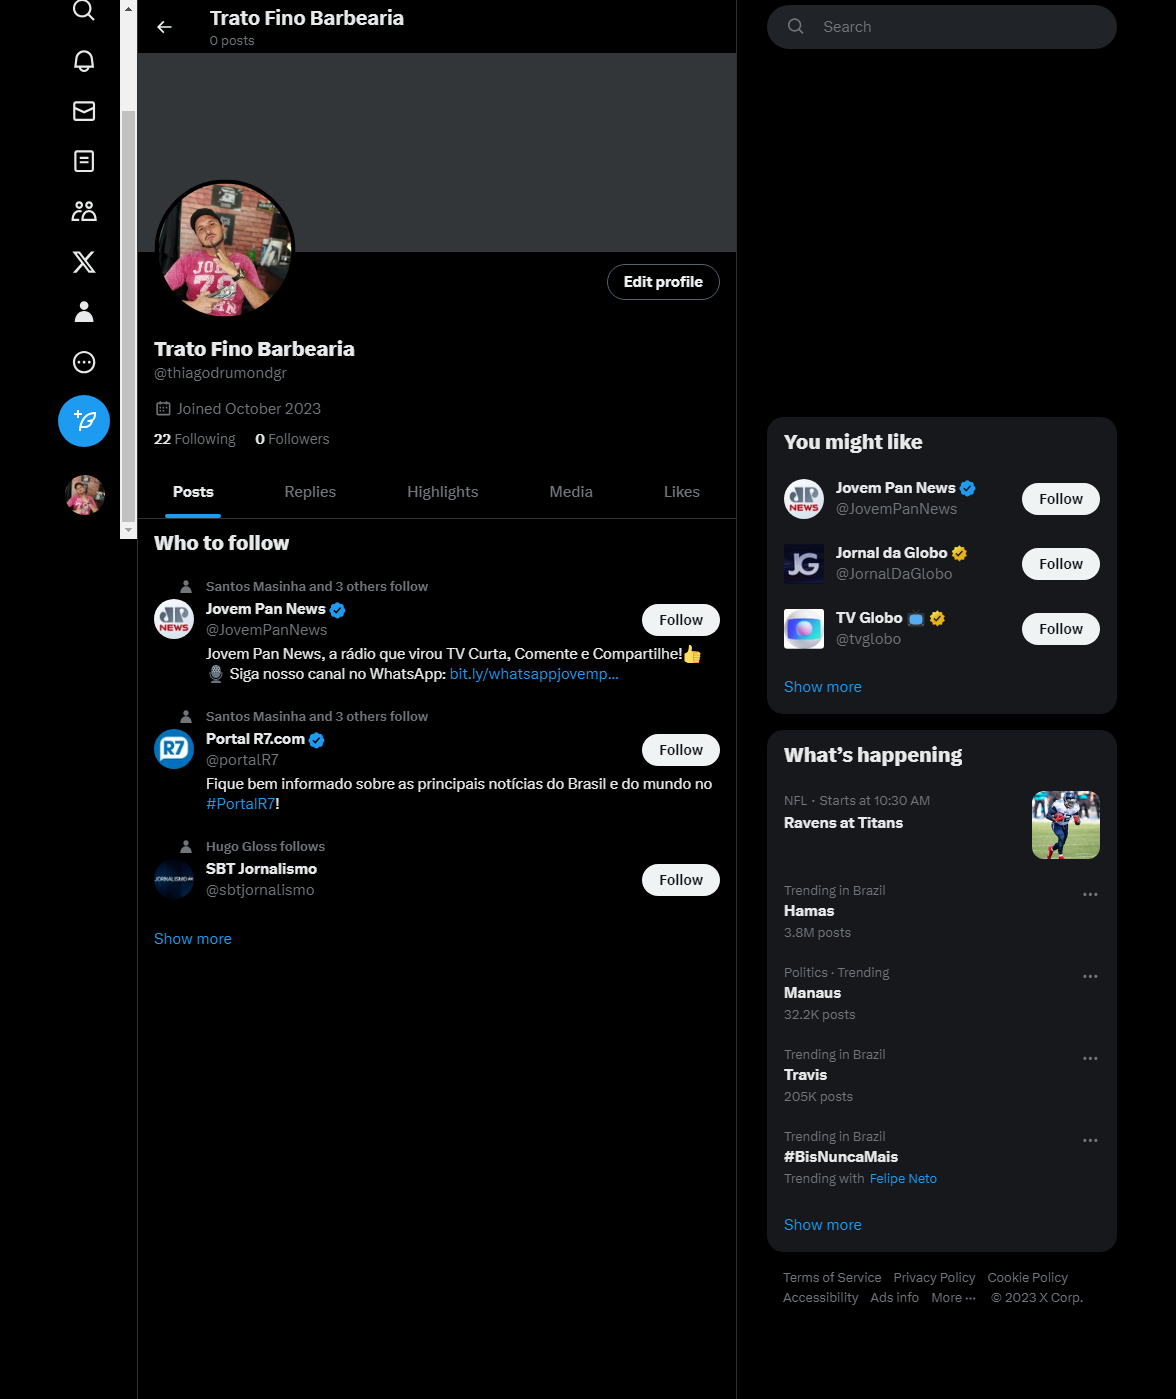 Trato Fino Barbearia
0 posts
Edit profile
Trato Fino Barbearia
@thiagodrumondgr
Joined October 2023
22 Following 0 Followers
Posts Replies Highlights Media Likes
Who to follow
Santos Masinha and 3 others follow
Jovem Pan News
@JovemPanNews
Follow
Jovem Pan News, a rádio que virou TV Curta, Comente e Compartilhe!👍
🎙 Siga nosso canal no WhatsApp: bit.ly/whatsappjovemp...
Santos Masinha and 3 others follow
Portal R7.com
@portalR7
Follow
Fique bem informado sobre as principais notícias do Brasil e do mundo no
#PortalR7!
Hugo Gloss follows
SBT Jornalismo
@sbtjornalismo
Follow
Show more
Search
You might like
Jovem Pan News
@JovemPanNews
Follow
Jornal da Globo
@JornalDaGlobo
Follow
TV Globo 📺
@tvglobo
Follow
Show more
What’s happening
NFL · Starts at 10:30 AM
Ravens at Titans
Trending in Brazil
Hamas
3.8M posts
Politics · Trending
Manaus
32.2K posts
Trending in Brazil
Travis
205K posts
Trending in Brazil
#BisNuncaMais
Trending with Felipe Neto
Show more
Terms of Service Privacy Policy Cookie Policy
Accessibility Ads info More ··· © 2023 X Corp.
JP
NEWS
R7
JORNALISMO
JP
NEWS
JG